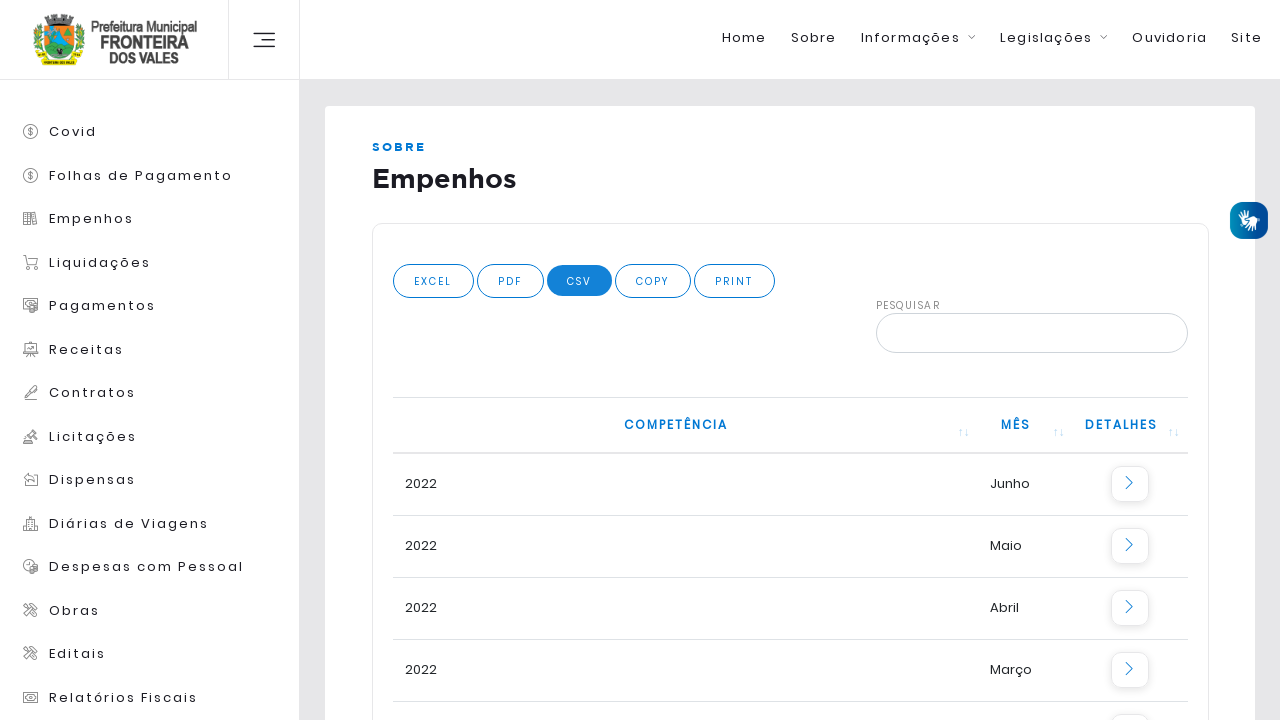 Prefeitura Municipal
FRONTEIRA
DOS VALES
Home Sobre Informações Legislações Ouvidoria Site
Covid
Folhas de Pagamento
Empenhos
Liquidações
Pagamentos
Receitas
Contratos
Licitações
Dispensas
Diárias de Viagens
Despesas com Pessoal
Obras
Editais
Relatórios Fiscais
SOBRE
Empenhos
EXCEL PDF CSV COPY PRINT
PESQUISAR
COMPETÊNCIA MÊS DETALHES
2022 Junho
2022 Maio
2022 Abril
2022 Março